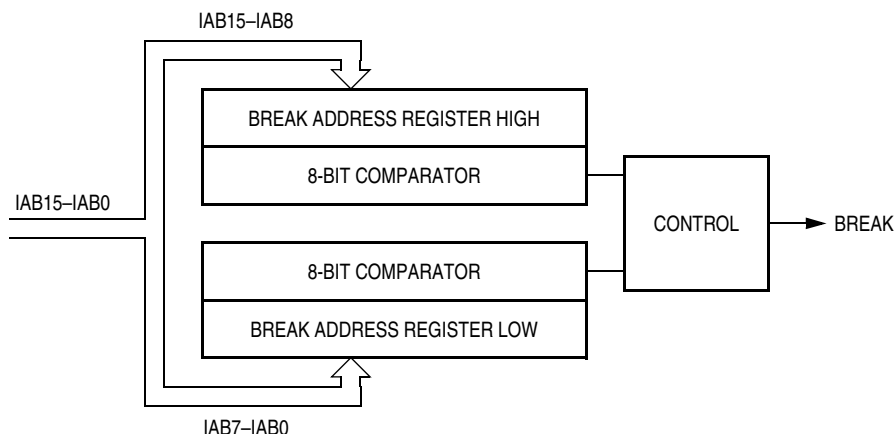 IAB15–IAB8
BREAK ADDRESS REGISTER HIGH
8-BIT COMPARATOR
IAB15–IAB0
CONTROL
BREAK
8-BIT COMPARATOR
BREAK ADDRESS REGISTER LOW
IAB7–IAB0